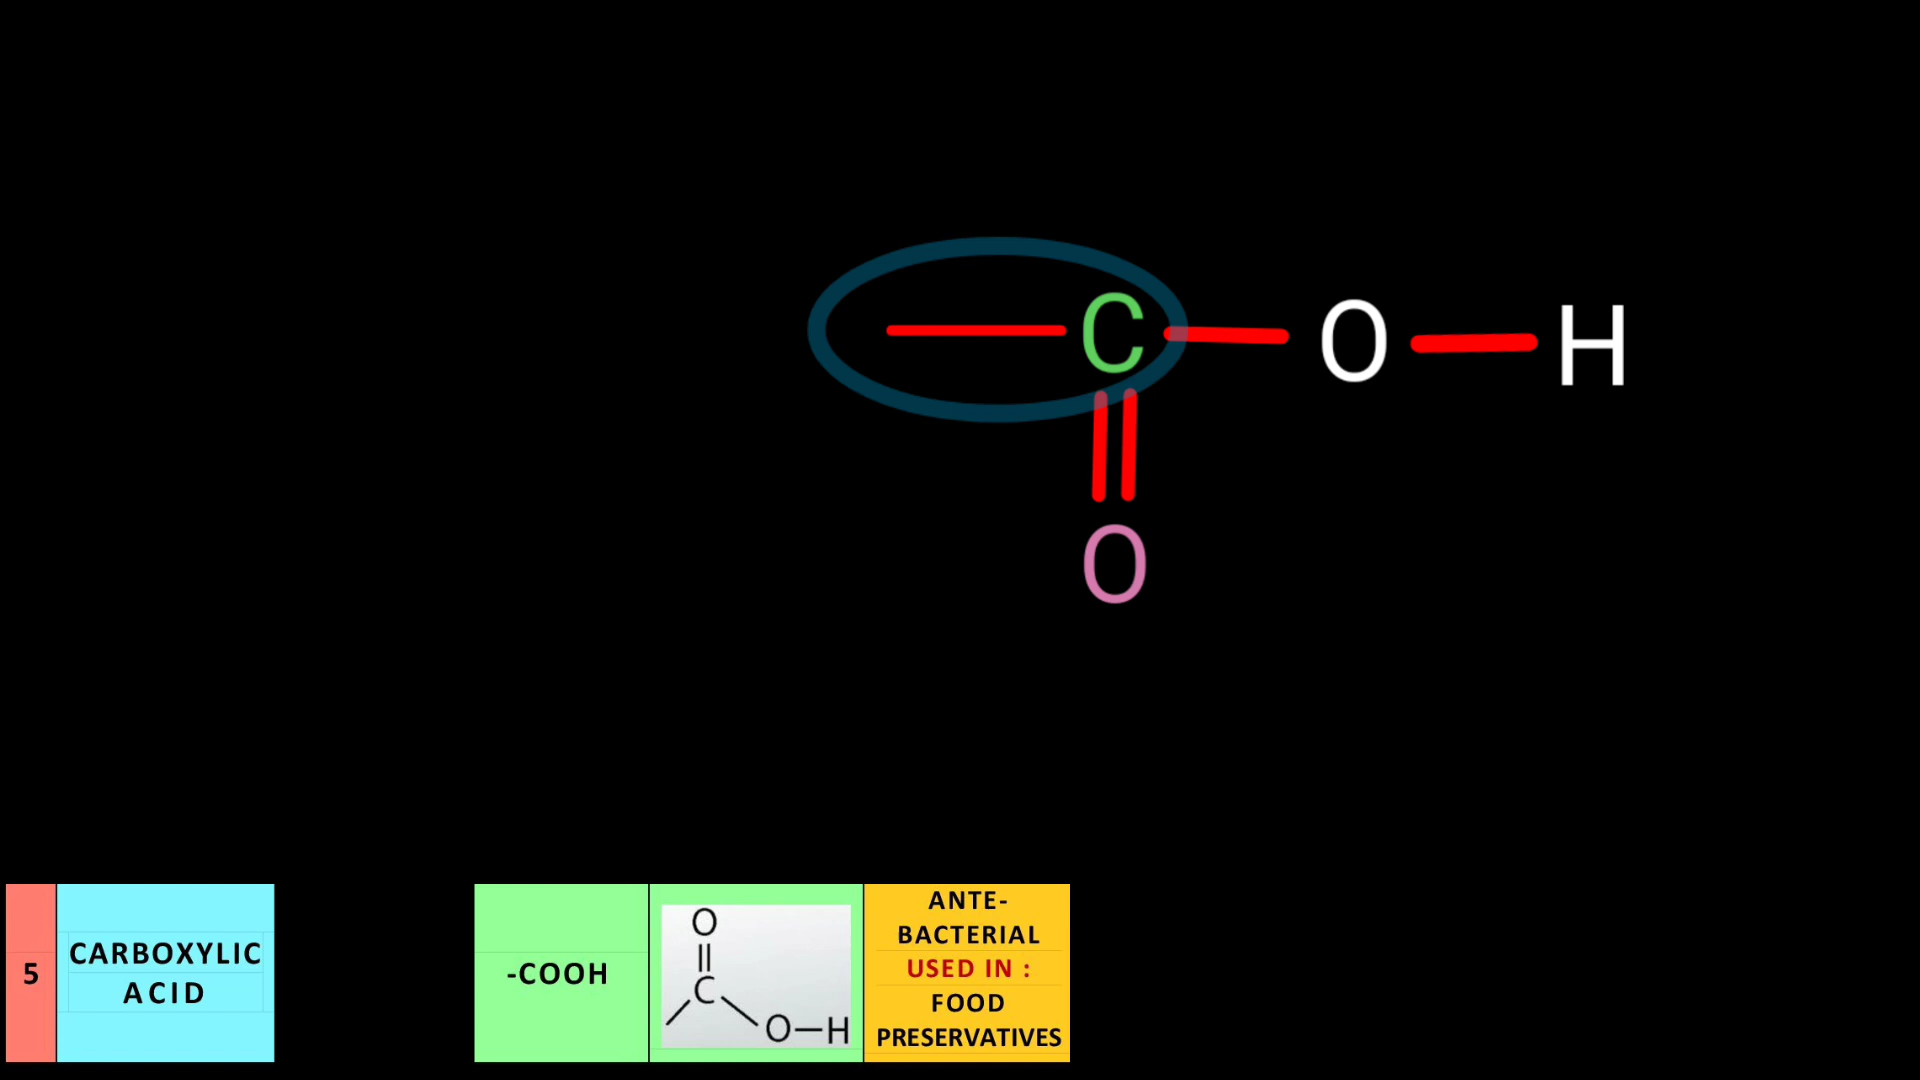 C O H
O
5
CARBOXYLIC
ACID
-COOH
O
C
O-H
ANTE-
BACTERIAL
USED IN :
FOOD
PRESERVATIVES